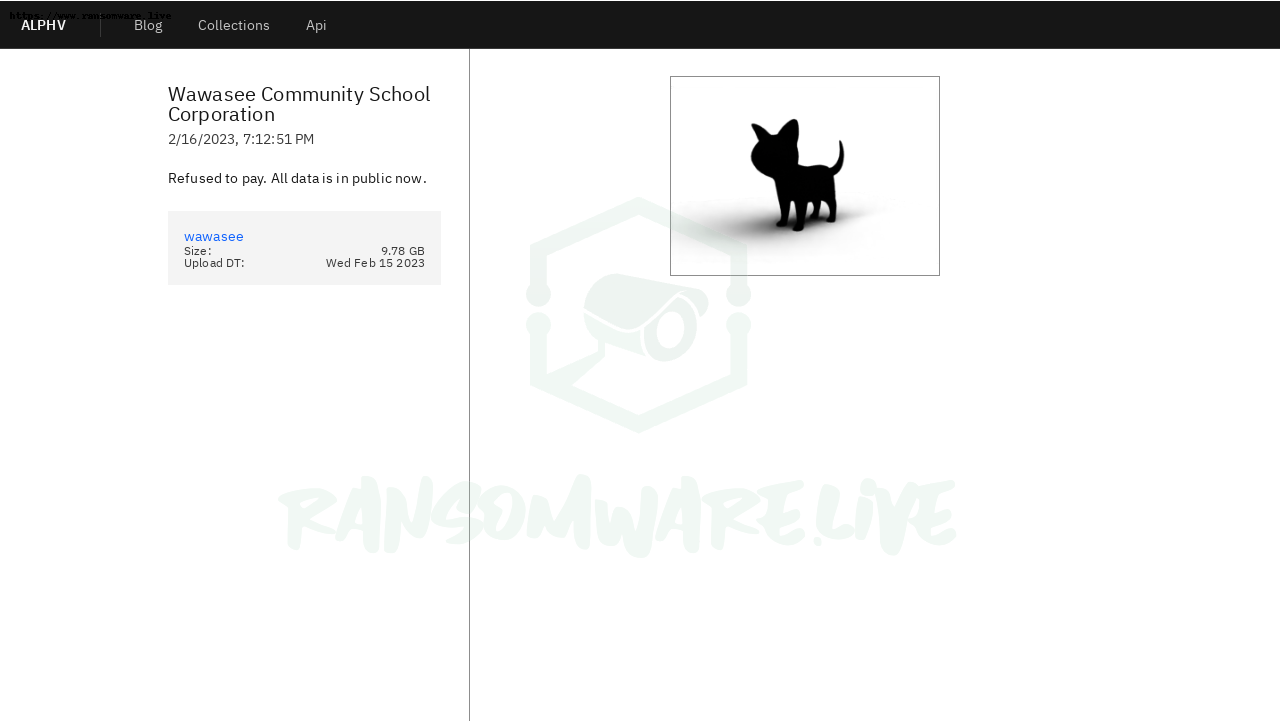 https://www.ransomware.live
ALPHV Blog Collections Api
Wawasee Community School
Corporation
2/16/2023, 7:12:51 PM
Refused to pay. All data is in public now.
wawasee
Size: 9.78 GB
Upload DT: Wed Feb 15 2023
RANSOMWARE.LIVE